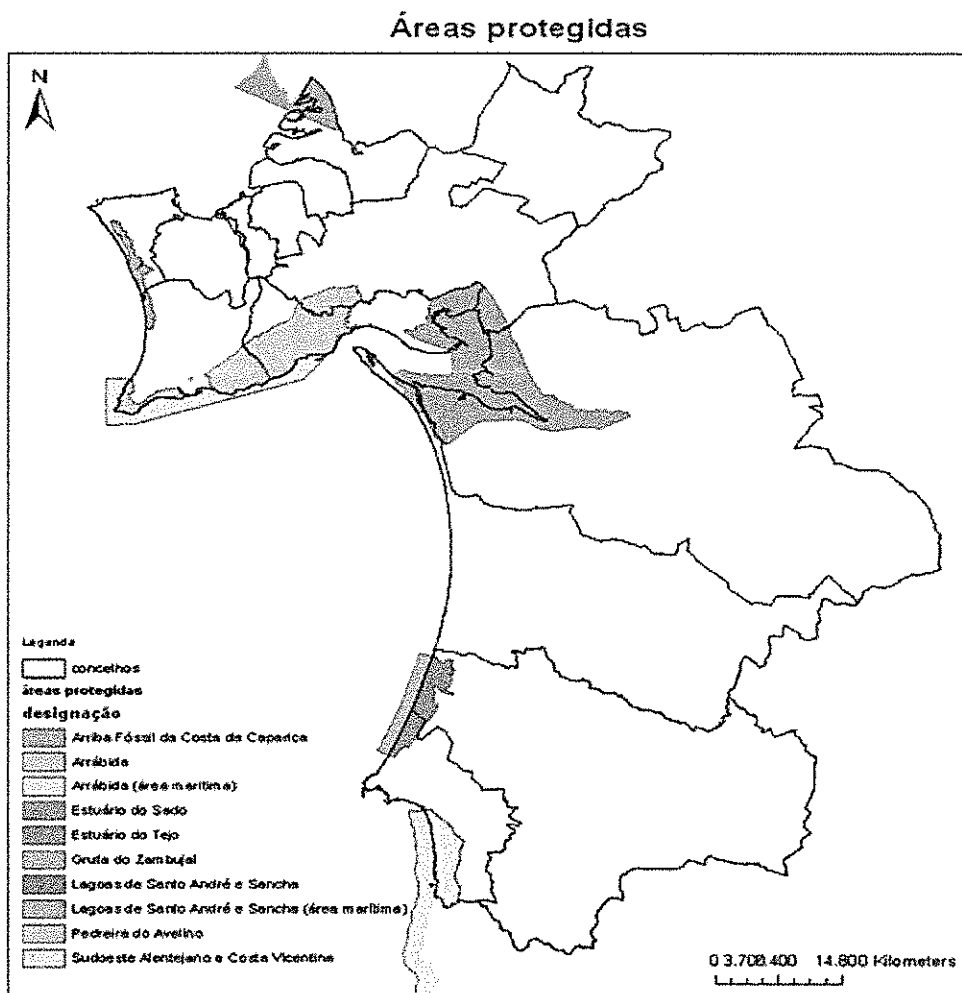 Áreas protegidas
N
Legenda
concelhos
áreas protegidas
designação
Arriba Fóssil da Costa da Caparica
Arrábida
Arrábida (área marítima)
Estuário do Sado
Estuário do Tejo
Gruta do Zambujal
Lagoas de Santo André e Sancha
Lagoas de Santo André e Sancha (área marítima)
Pedreira do Avelino
Sudoeste Alentejano e Costa Vicentina
0 3.700 7.400 14.800 Kilometers